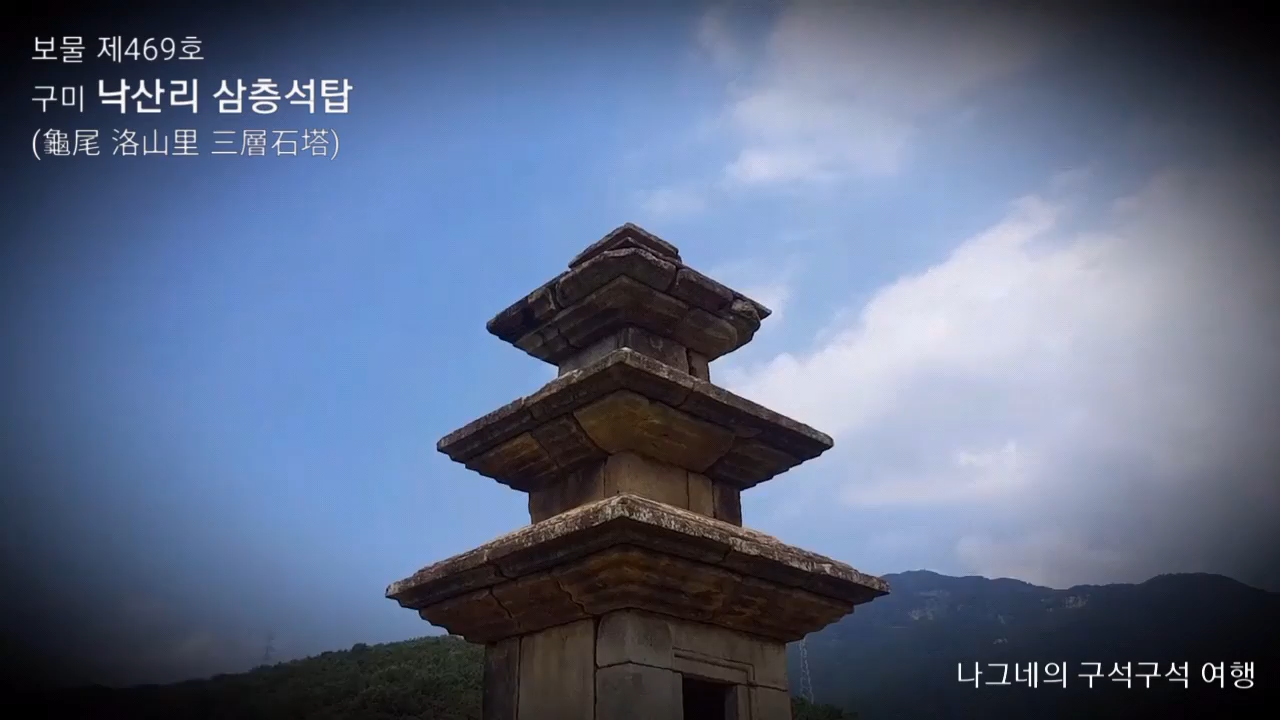 보물 제469호
구미 낙산리 삼층석탑
(龜尾 洛山里 三層石塔)
나그네의 구석구석 여행